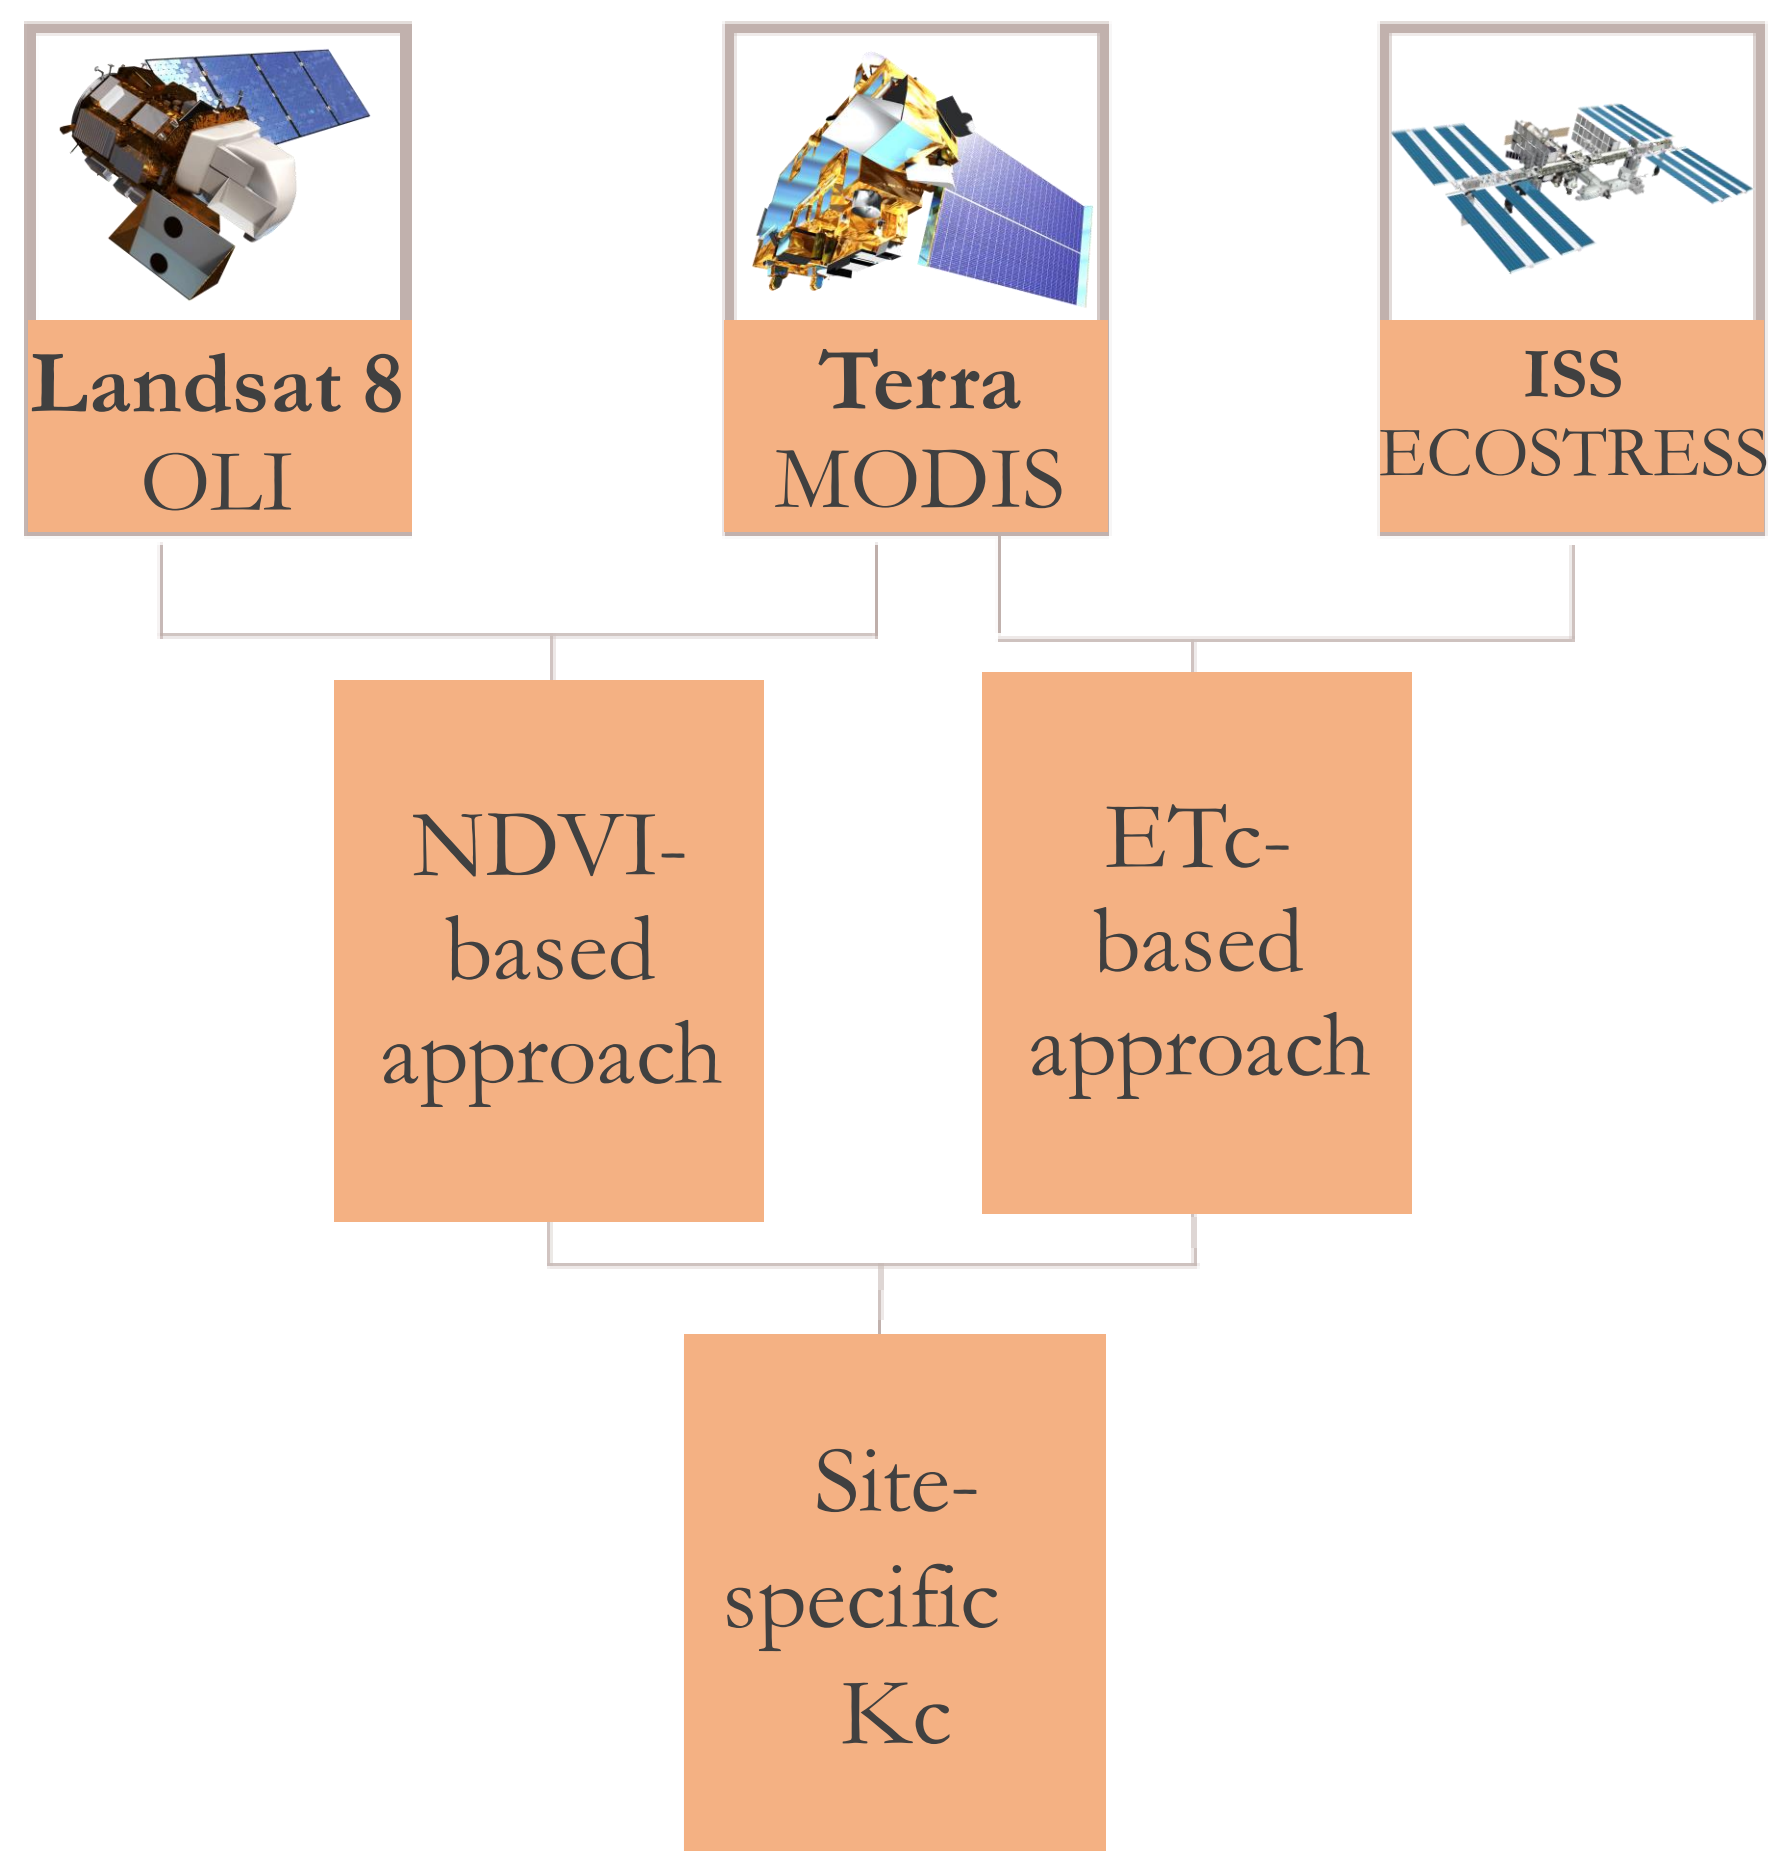 Landsat 8
OLI
Terra
MODIS
ISS
ECOSTRESS
NDVI-
based
approach
ETc-
based
approach
Site-
specific
Kc